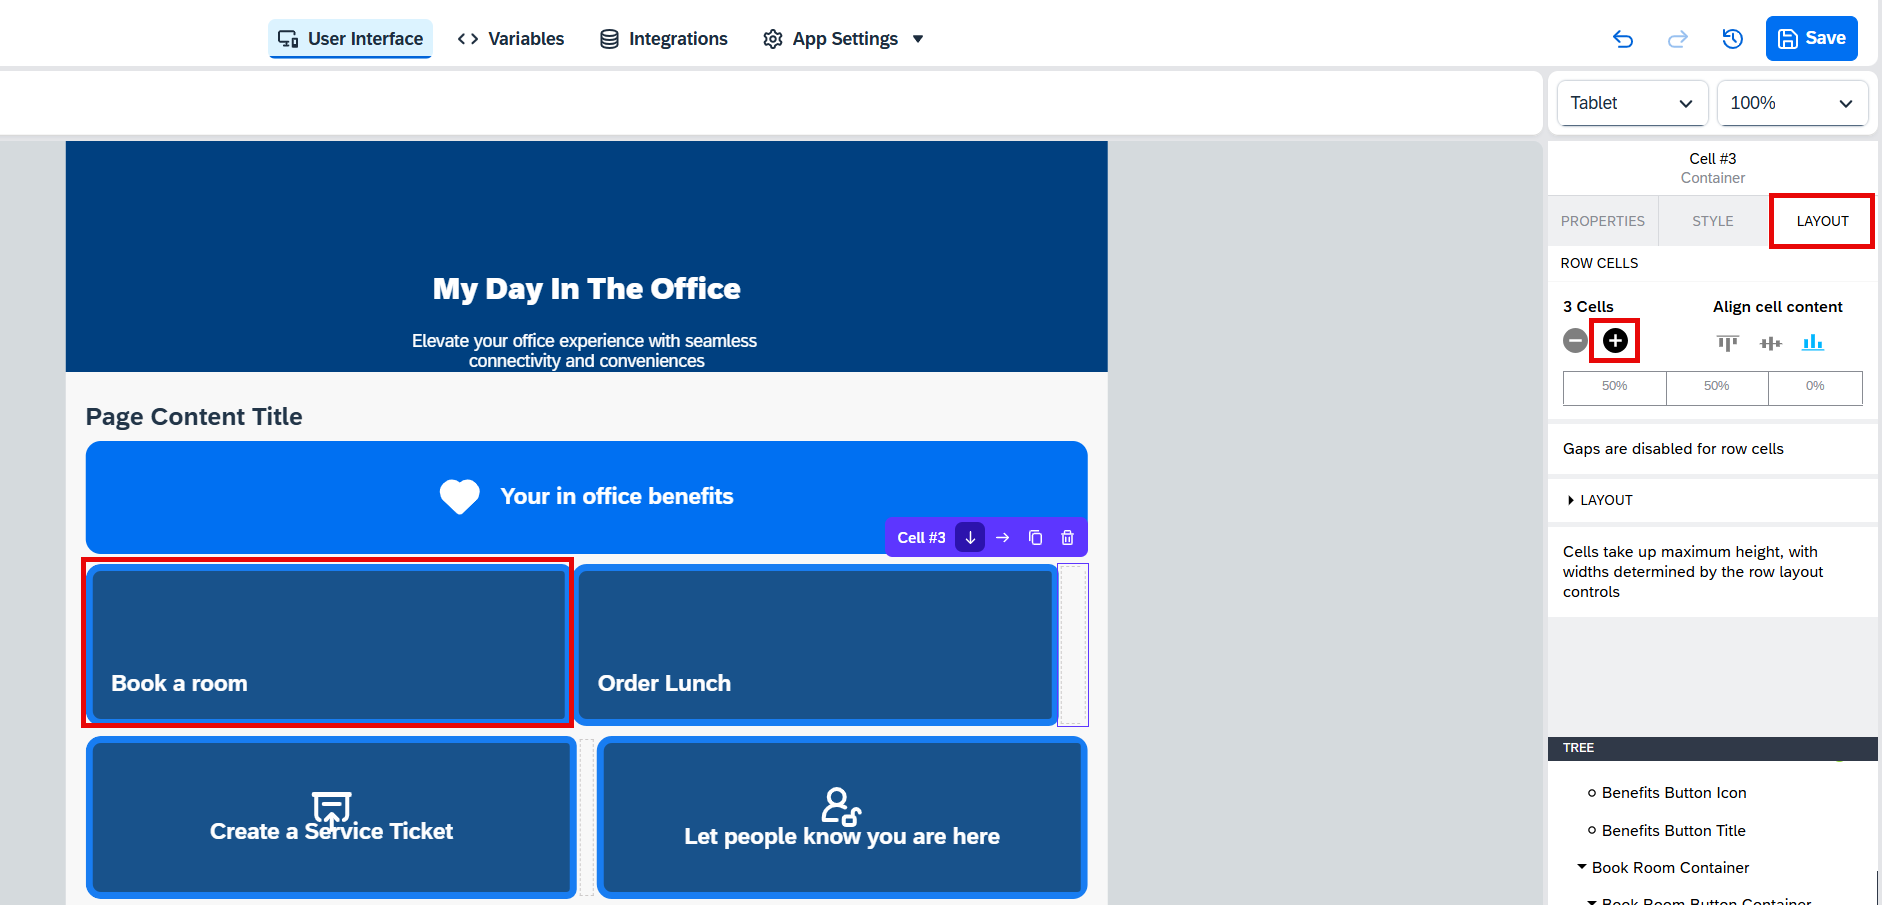 User Interface
Variables
Integrations
App Settings
Save
Tablet
100%
Cell #3
Container
PROPERTIES
STYLE
LAYOUT
ROW CELLS
3 Cells
Align cell content
50%
50%
0%
Gaps are disabled for row cells
LAYOUT
Cells take up maximum height, with
widths determined by the row layout
controls
TREE
Benefits Button Icon
Benefits Button Title
Book Room Container
Book Room Button Container
My Day In The Office
Elevate your office experience with seamless
connectivity and conveniences
Page Content Title
Your in office benefits
Cell #3
Book a room
Order Lunch
Create a Service Ticket
Let people know you are here